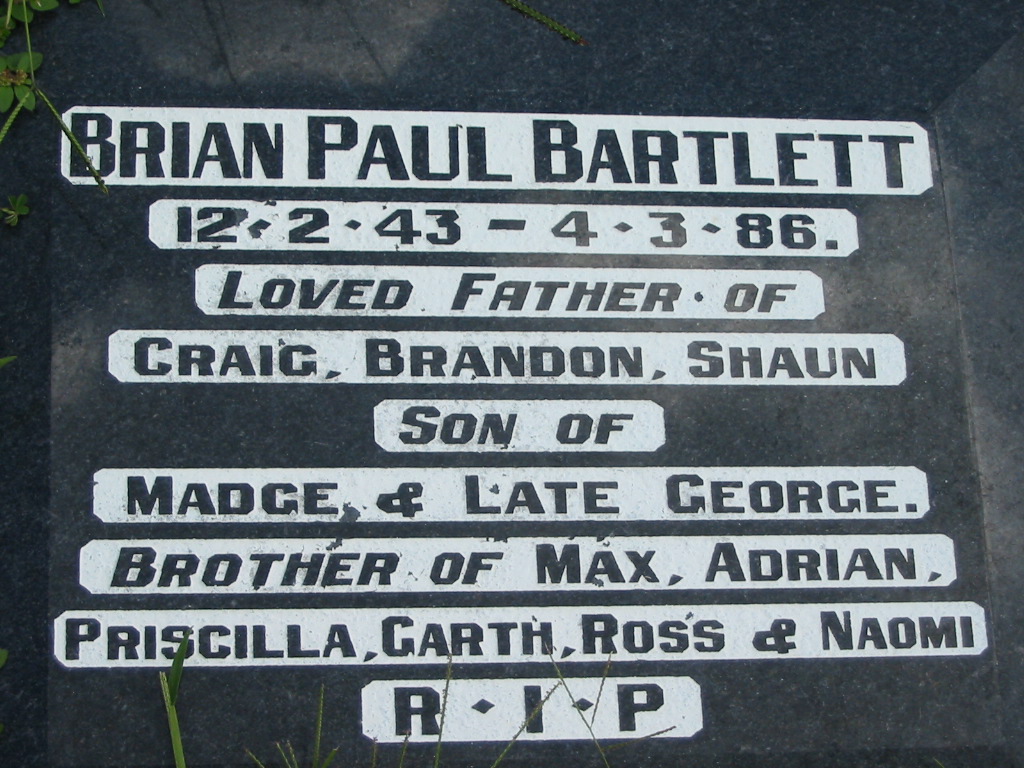 BRIAN PAUL BARTLETT
12·2·43 – 4·3·86.
LOVED FATHER· OF
CRAIG, BRANDON, SHAUN
SON OF
MADGE & LATE GEORGE.
BROTHER OF MAX, ADRIAN,
PRISCILLA, GARTH, ROSS & NAOMI
R·I·P